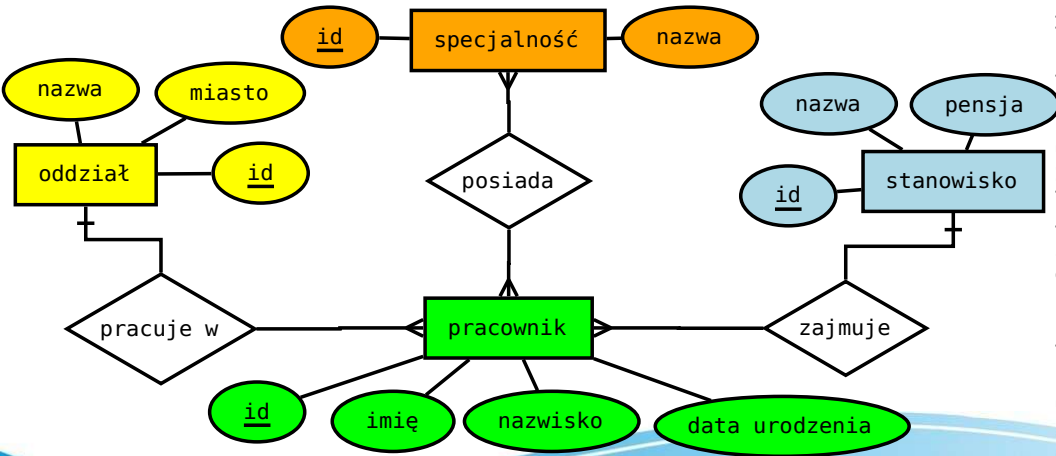 id
specjalność
nazwa
nazwa
miasto
oddział
id
posiada
nazwa
pensja
stanowisko
id
pracuje w
pracownik
zajmuje
id
imię
nazwisko
data urodzenia